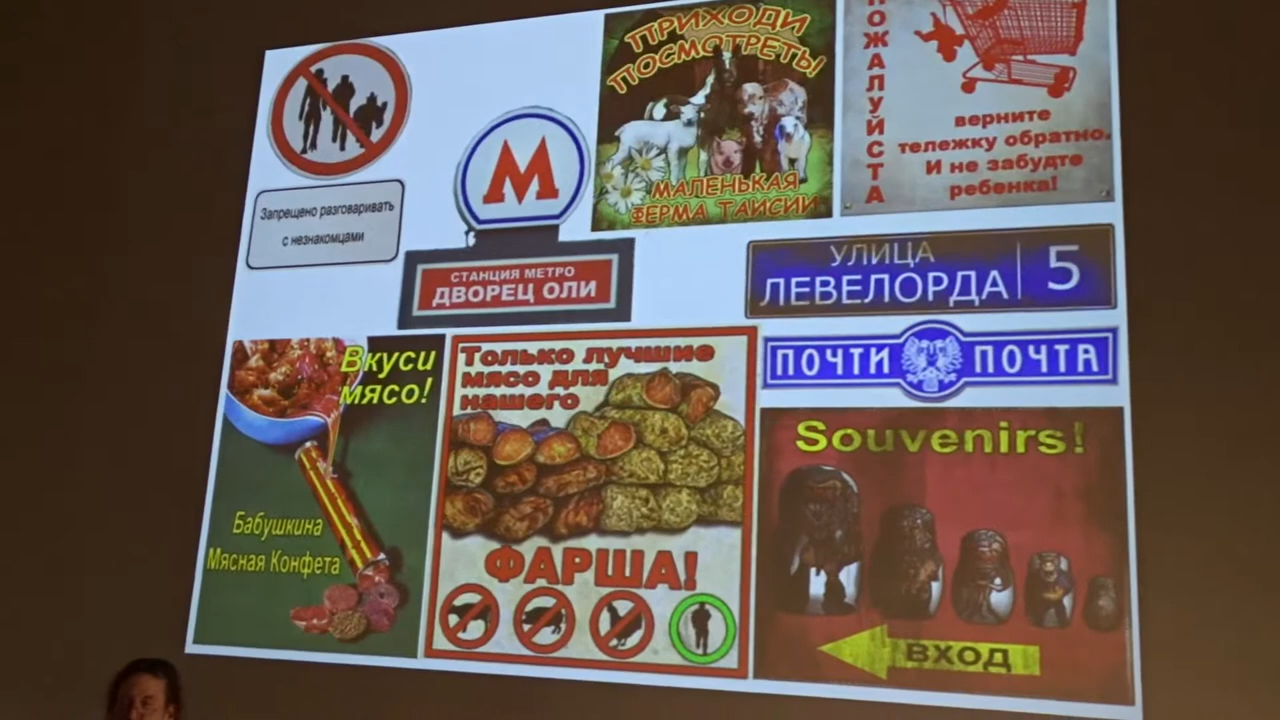 ПРИХОДИ
ПОСМОТРЕТЬ!
МАЛЕНЬКАЯ
ФЕРМА ТАИСИИ
ПОЖАЛУЙСТА
верните
тележку обратно.
И не забудте
ребенка!
Запрещено разговаривать
с незнакомцами
М
СТАНЦИЯ МЕТРО
ДВОРЕЦ ОЛИ
УЛИЦА
ЛЕВЕЛОРДА 5
ПОЧТИ ПОЧТА
Вкуси
мясо!
Бабушкина
Мясная Конфета
Только лучшие
мясо для
нашего
ФАРША!
Souvenirs!
ВХОД